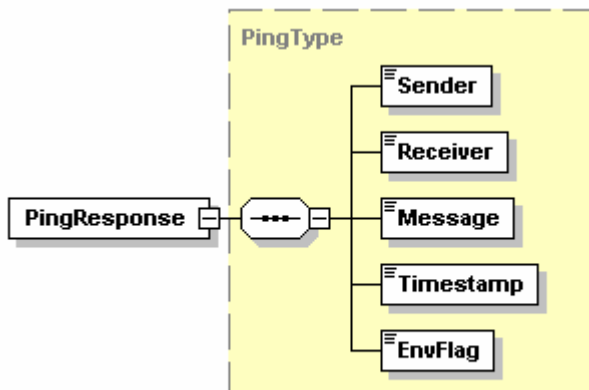 PingType
Sender
Receiver
PingResponse
Message
Timestamp
EnvFlag